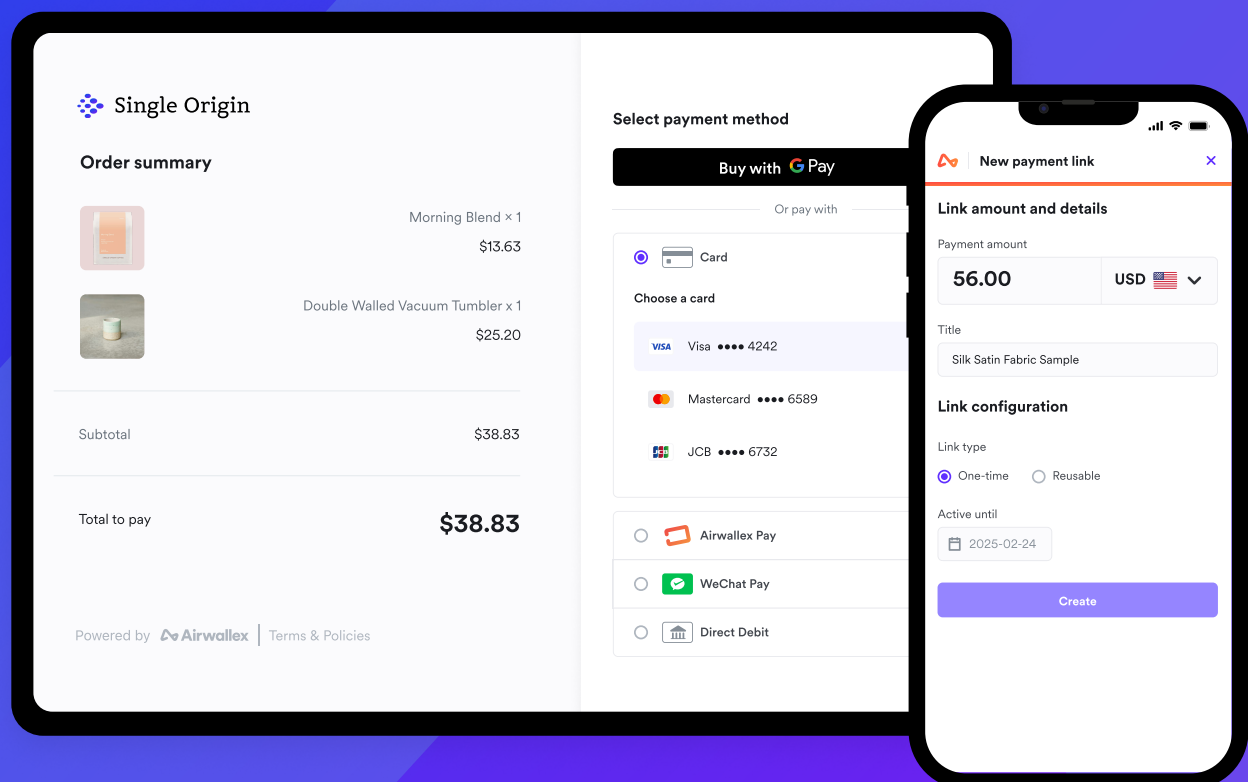 Single Origin
Order summary
Morning Blend × 1
$13.63
Double Walled Vacuum Tumbler x 1
$25.20
Subtotal
$38.83
Total to pay
$38.83
Powered by Airwallex | Terms & Policies
Select payment method
Buy with G Pay
Or pay with
Card
Choose a card
VISA Visa •••• 4242
Mastercard •••• 6589
JCB JCB •••• 6732
Airwallex Pay
WeChat Pay
Direct Debit
New payment link
Link amount and details
Payment amount
56.00 USD
Title
Silk Satin Fabric Sample
Link configuration
Link type
One-time Reusable
Active until
2025-02-24
Create